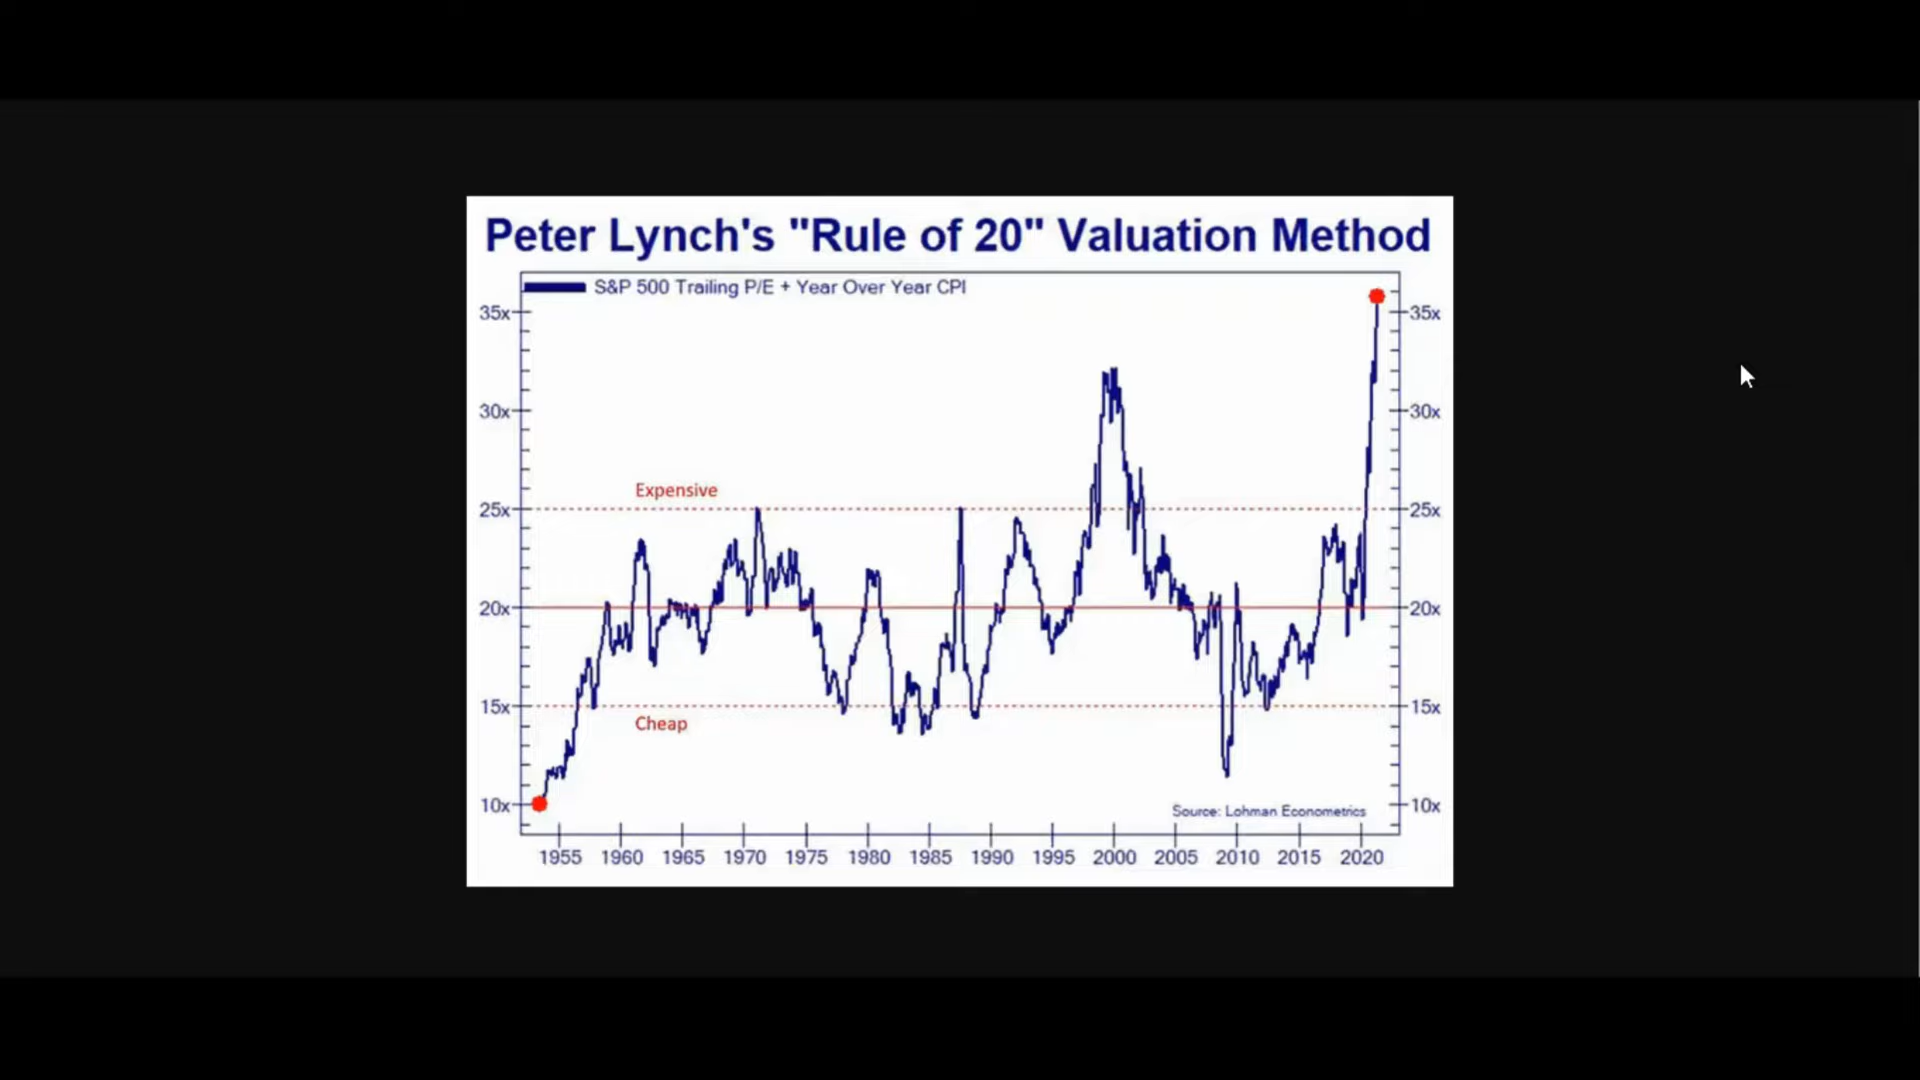 Peter Lynch's "Rule of 20" Valuation Method
S&P 500 Trailing P/E + Year Over Year CPI
35x 35x
30x 30x
Expensive
25x 25x
20x 20x
15x 15x
Cheap
10x 10x
Source: Lohman Econometrics
1955 1960 1965 1970 1975 1980 1985 1990 1995 2000 2005 2010 2015 2020